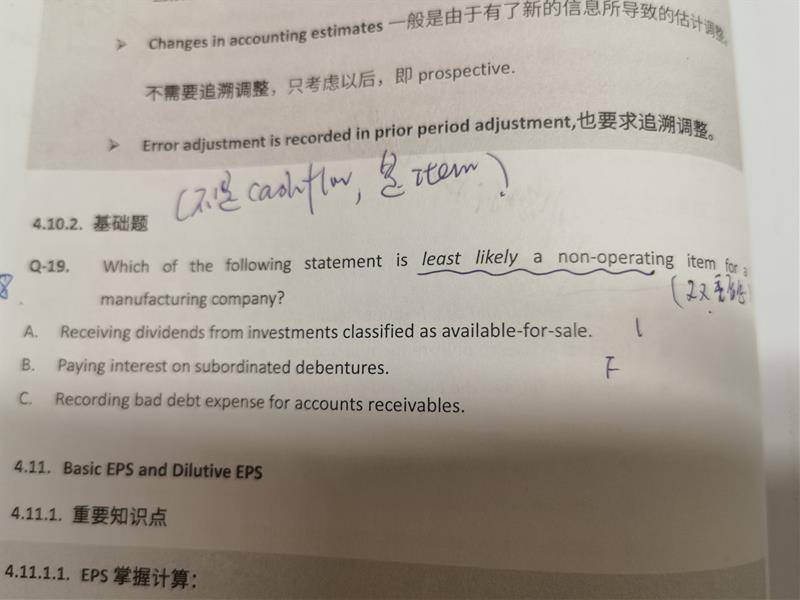 ➤ Changes in accounting estimates 一般是由于有了新的信息所导致的估计调整，
不需要追溯调整，只考虑以后，即 prospective.
➤ Error adjustment is recorded in prior period adjustment,也要求追溯调整。
(不是 cashflow, 是 item)
4.10.2. 基础题
Q-19. Which of the following statement is least likely a non-operating item for a
8
manufacturing company?
A. Receiving dividends from investments classified as available-for-sale. I
B. Paying interest on subordinated debentures. F
C. Recording bad debt expense for accounts receivables.
4.11. Basic EPS and Dilutive EPS
4.11.1. 重要知识点
4.11.1.1. EPS 掌握计算：